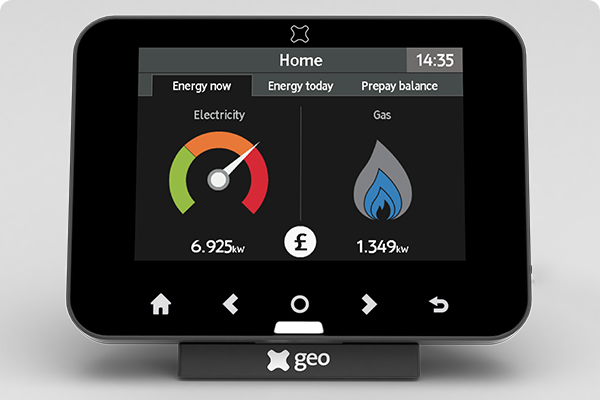 Home 14:35
Energy now Energy today Prepay balance
Electricity Gas
£
6.925kW 1.349kW
geo